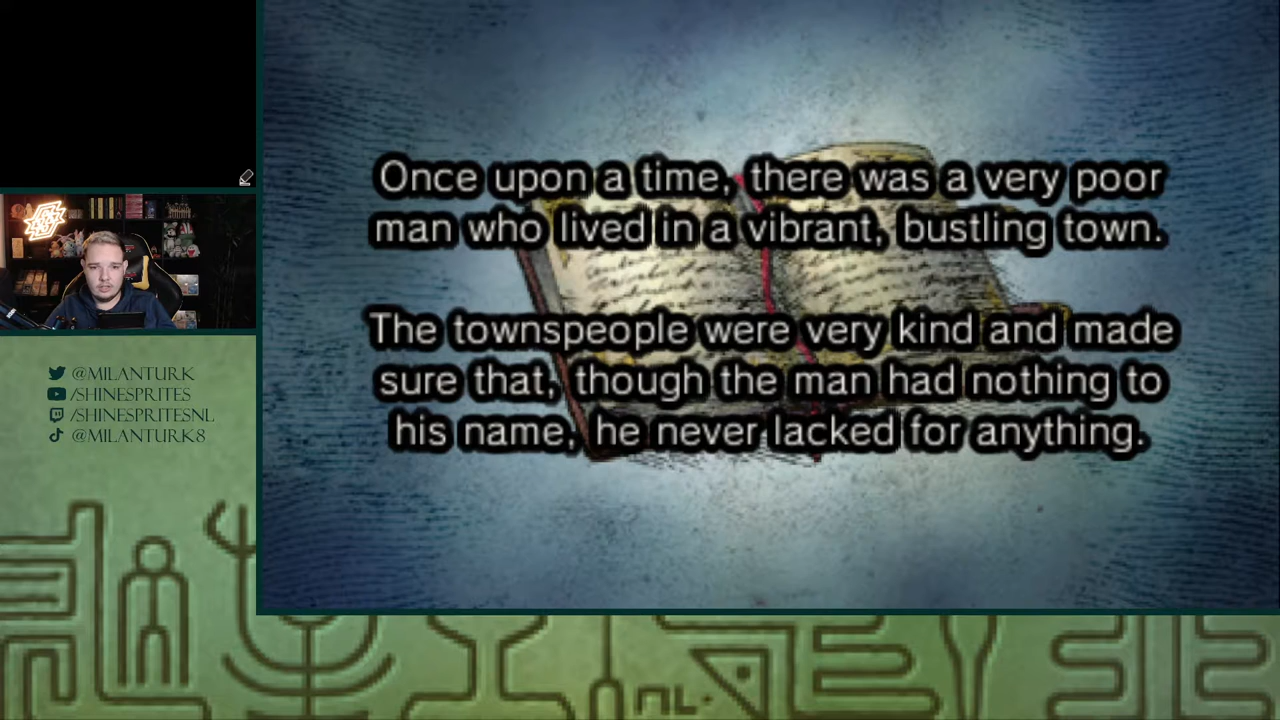 Once upon a time, there was a very poor
man who lived in a vibrant, bustling town.
The townspeople were very kind and made
sure that, though the man had nothing to
his name, he never lacked for anything.
@MILANTURK
/SHINESPRITES
/SHINESPRITESNL
@MILANTURK8